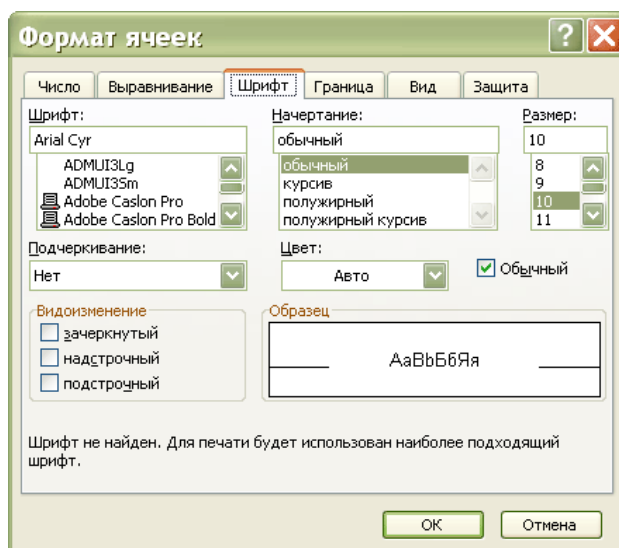 Формат ячеек
Число Выравнивание Шрифт Граница Вид Защита
Шрифт: Начертание: Размер:
Arial Cyr обычный 10
ADMUI3Lg обычный 8
ADMUI3Sm курсив 9
Adobe Caslon Pro полужирный 10
Adobe Caslon Pro Bold полужирный курсив 11
Подчеркивание: Цвет:
Нет Авто Обычный
Видоизменение Образец
зачеркнутый
надстрочный АаВbБбЯя
подстрочный
Шрифт не найден. Для печати будет использован наиболее подходящий
шрифт.
ОК Отмена